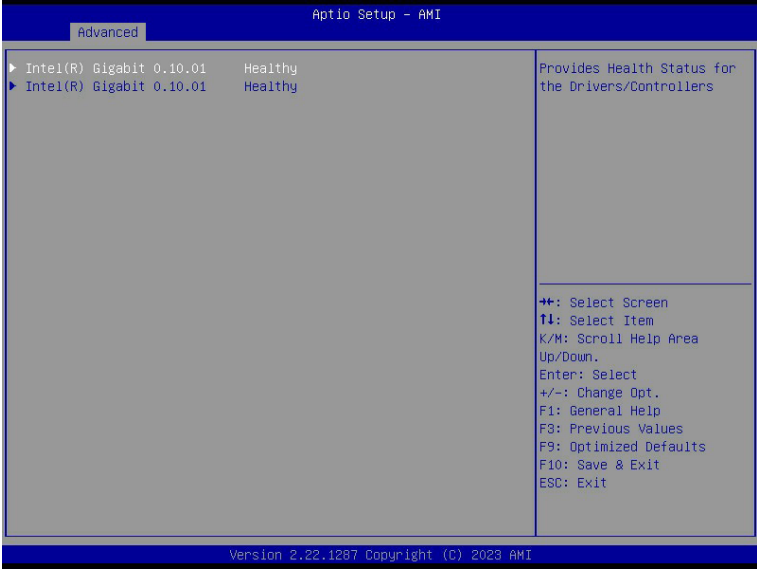 Aptio Setup - AMI
Advanced
▶ Intel(R) Gigabit 0.10.01 Healthy
▶ Intel(R) Gigabit 0.10.01 Healthy
Provides Health Status for
the Drivers/Controllers
→←: Select Screen
↑↓: Select Item
K/M: Scroll Help Area
Up/Down.
Enter: Select
+/-: Change Opt.
F1: General Help
F3: Previous Values
F9: Optimized Defaults
F10: Save & Exit
ESC: Exit
Version 2.22.1287 Copyright (C) 2023 AMI